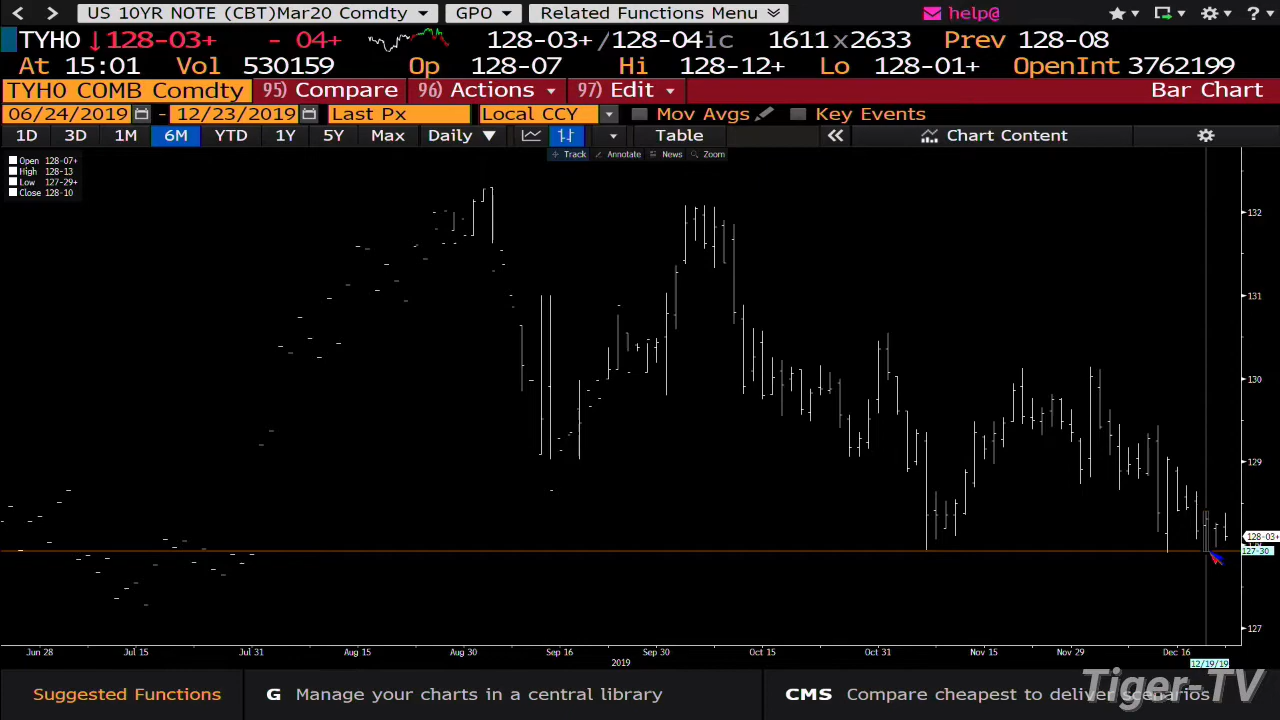 US 10YR NOTE (CBT)Mar20 Comdty GPO Related Functions Menu help@ ?
TYH0 ↓128-03+ - 04+ 128-03+/128-04ic 1611x2633 Prev 128-08
At 15:01 Vol 530159 Op 128-07 Hi 128-12+ Lo 128-01+ OpenInt 3762199
TYH0 COMB Comdty 95) Compare 96) Actions 97) Edit Bar Chart
06/24/2019 - 12/23/2019 Last Px Local CCY Mov Avgs Key Events
1D 3D 1M 6M YTD 1Y 5Y Max Daily ▼ Table « Chart Content
Track Annotate News Zoom
Open 128-07+
High 128-13
Low 127-29+
Close 128-10
132
131
130
129
128-03+
127-30
127
Jun 28 Jul 15 Jul 31 Aug 15 Aug 30 Sep 16 Sep 30 Oct 15 Oct 31 Nov 15 Nov 29 Dec 16
2019 12/19/19
Suggested Functions G Manage your charts in a central library CMS Compare cheapest to deliver scenarios
Tiger-TV